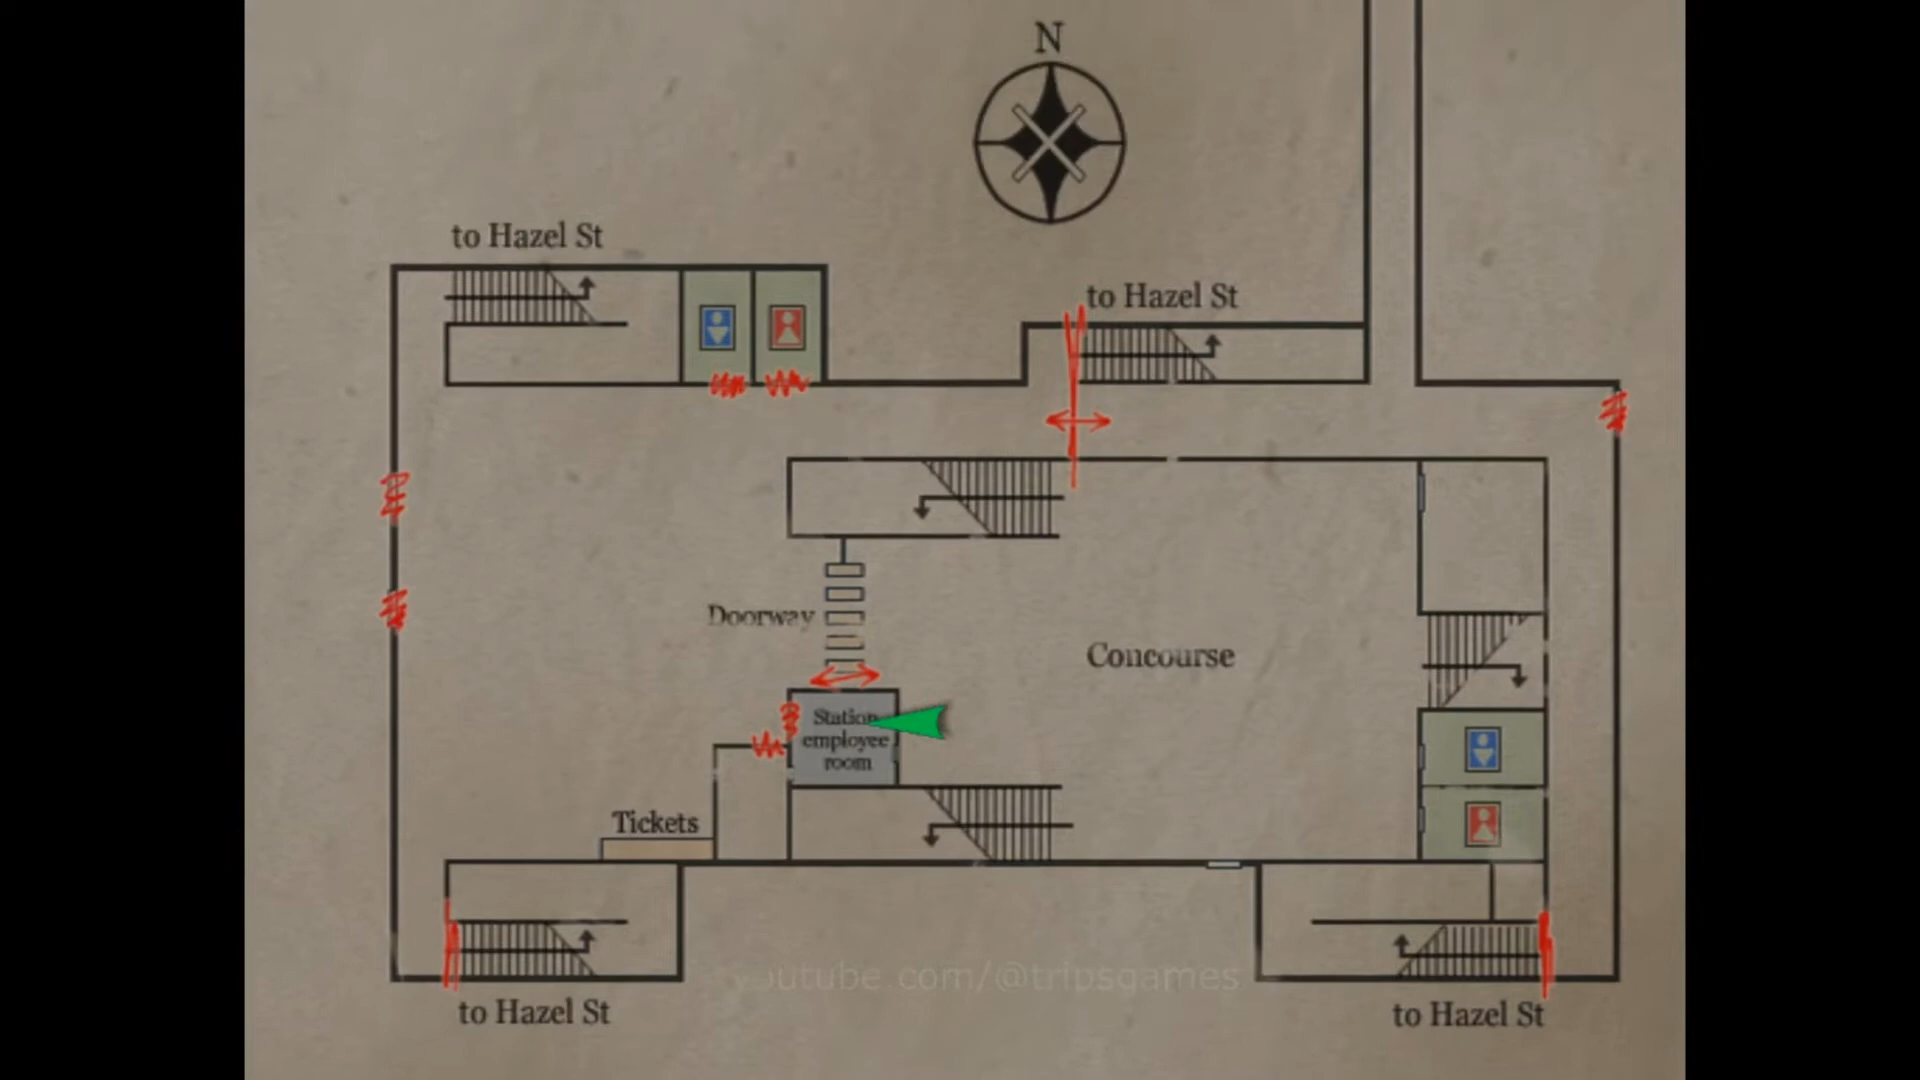 N
to Hazel St
to Hazel St
Doorway
Concourse
Station
employee
room
Tickets
youtube.com/@tripsgames
to Hazel St
to Hazel St